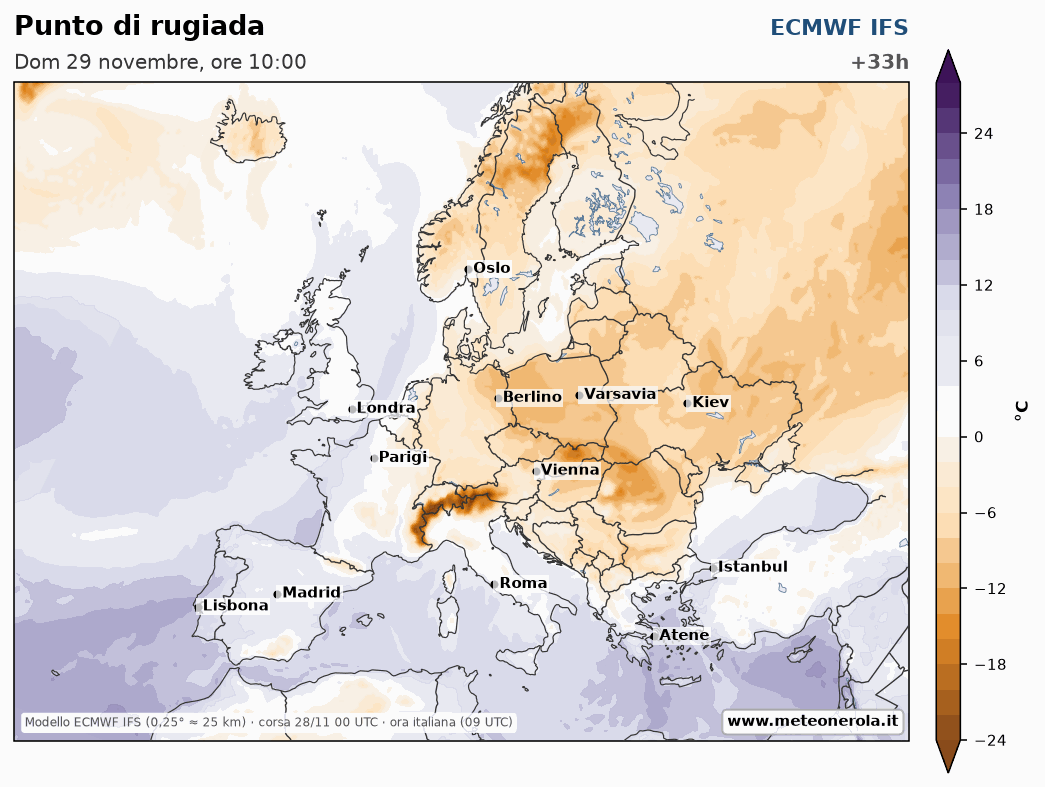 Punto di rugiada
ECMWF IFS
Dom 29 novembre, ore 10:00
+33h
Oslo
Londra
Berlino
Varsavia
Kiev
Parigi
Vienna
Istanbul
Roma
Madrid
Lisbona
Atene
Modello ECMWF IFS (0,25° ≈ 25 km) · corsa 28/11 00 UTC · ora italiana (09 UTC)
www.meteonerola.it
24
18
12
6
0
−6
−12
−18
−24
°C